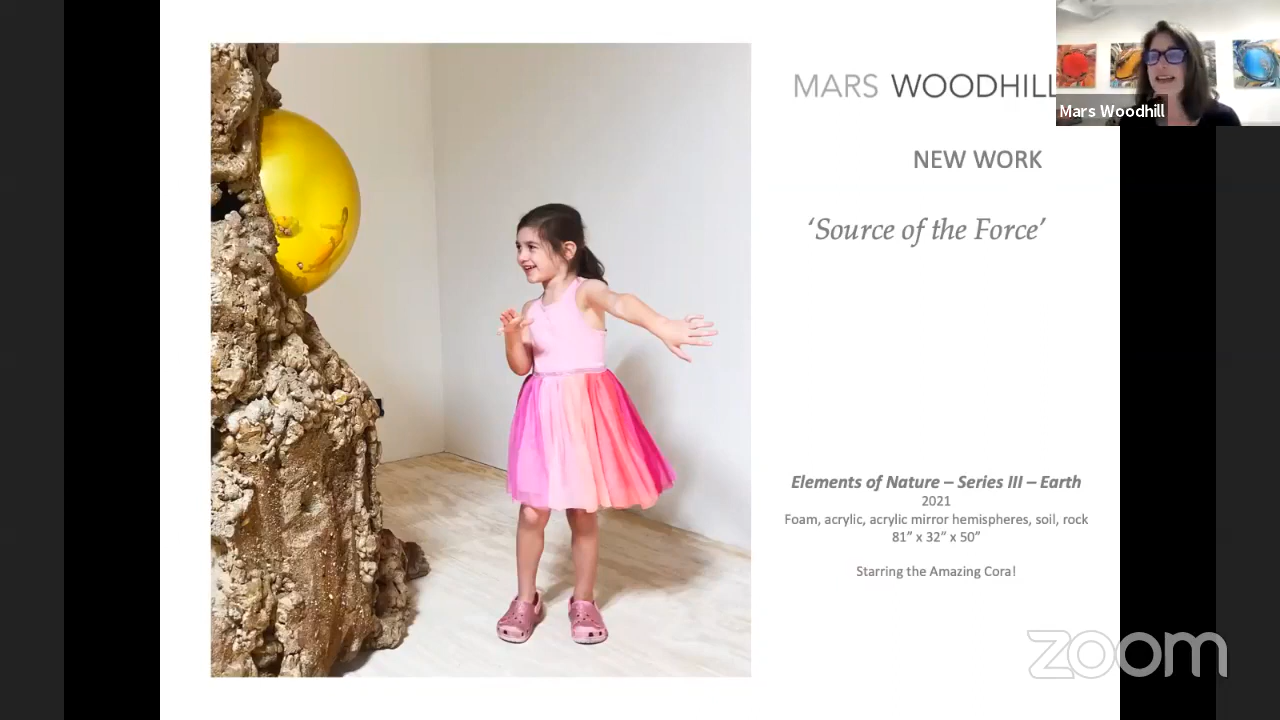 MARS WOODHILL
Mars Woodhill
NEW WORK
‘Source of the Force’
Elements of Nature – Series III – Earth
2021
Foam, acrylic, acrylic mirror hemispheres, soil, rock
81” x 32” x 50”
Starring the Amazing Cora!
zoom